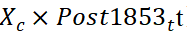 X_c × Post1853_t t